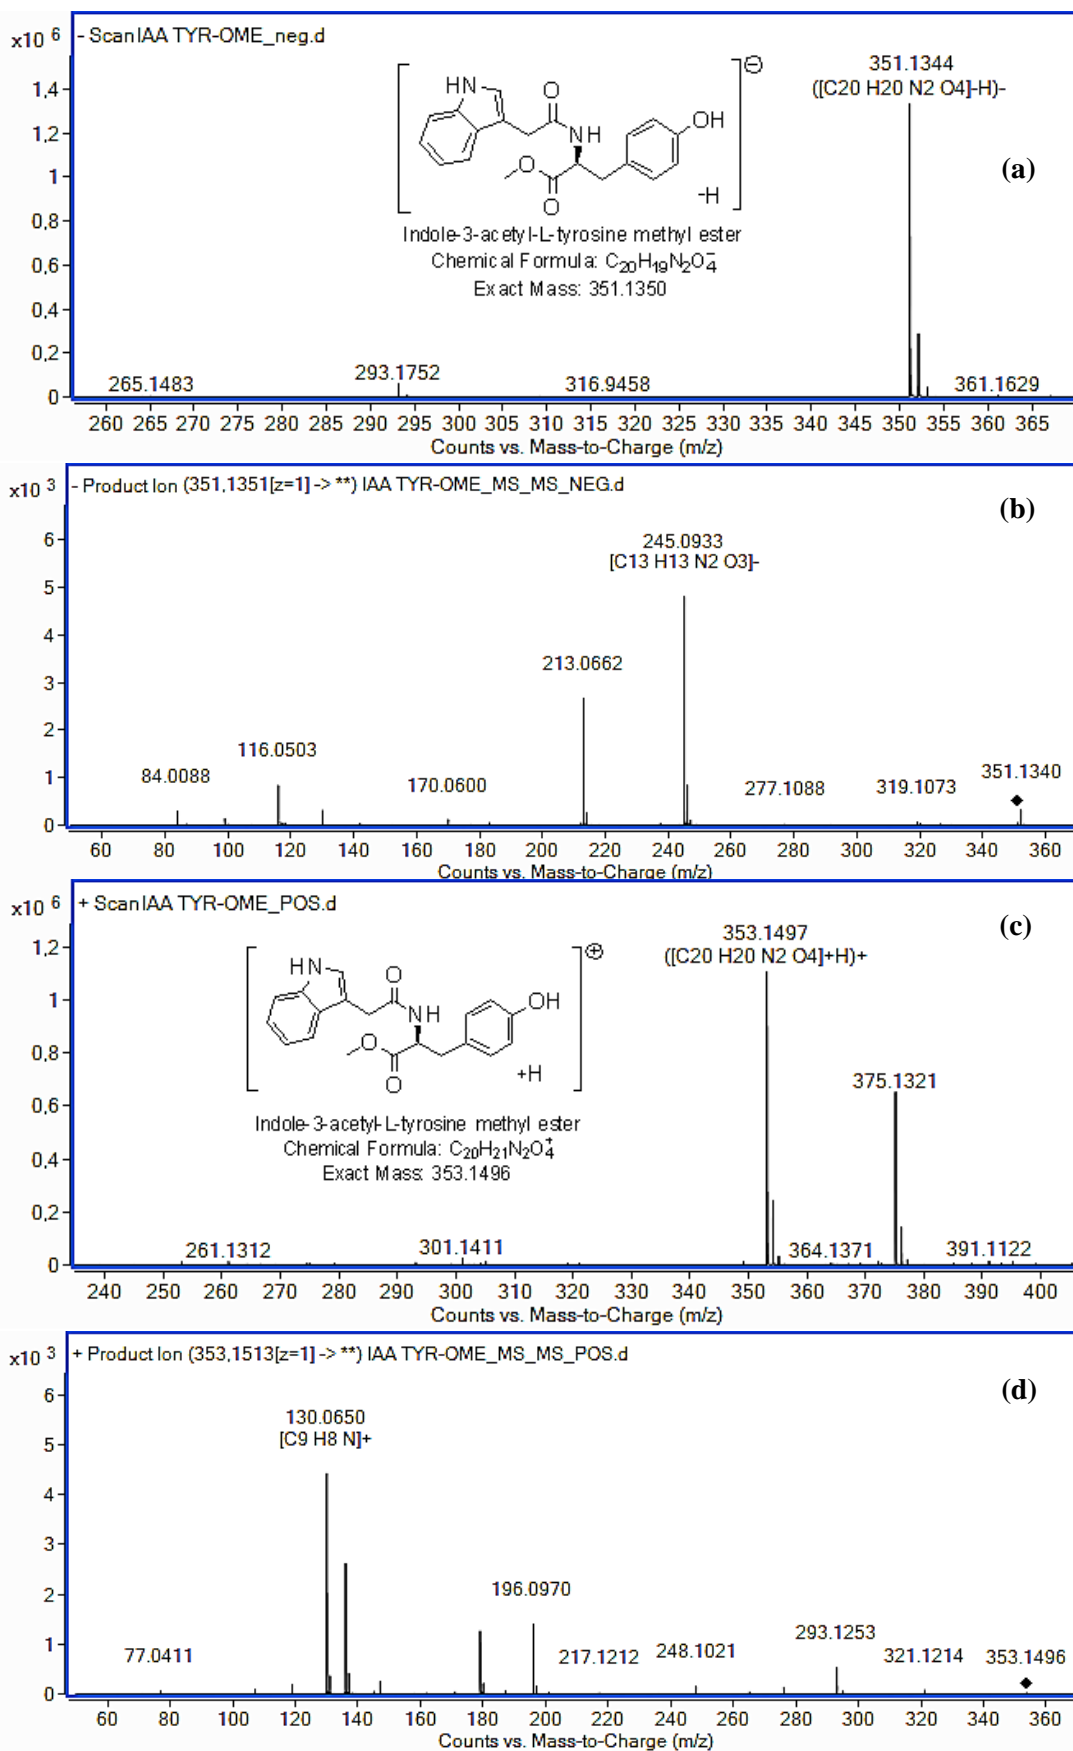 - Scan IAA TYR-OME_neg.d
x10 6
1,4
1,2
1
0,8
0,6
0,4
0,2
0
351.1344
([C20 H20 N2 O4]-H)-
(a)
HN
O
N
H
OH
O
O
-H
⊖
Indole-3-acetyl-L-tyrosine methyl ester
Chemical Formula: C20H19N2O4-
Exact Mass: 351.1350
265.1483 293.1752 316.9458 361.1629
260 265 270 275 280 285 290 295 300 305 310 315 320 325 330 335 340 345 350 355 360 365
Counts vs. Mass-to-Charge (m/z)
x10 3
- Product Ion (351,1351[z=1] -> **) IAA TYR-OME_MS_MS_NEG.d
(b)
6
5
4
3
2
1
0
245.0933
[C13 H13 N2 O3]-
213.0662
116.0503
84.0088 170.0600 277.1088 319.1073 351.1340
60 80 100 120 140 160 180 200 220 240 260 280 300 320 340 360
Counts vs. Mass-to-Charge (m/z)
x10 6
+ Scan IAA TYR-OME_POS.d
(c)
1,2
1
0,8
0,6
0,4
0,2
0
353.1497
([C20 H20 N2 O4]+H)+
HN
O
N
H
OH
O
O
+H
⊕
375.1321
Indole-3-acetyl-L-tyrosine methyl ester
Chemical Formula: C20H21N2O4+
Exact Mass: 353.1496
261.1312 301.1411 364.1371 391.1122
240 250 260 270 280 290 300 310 320 330 340 350 360 370 380 390 400
Counts vs. Mass-to-Charge (m/z)
x10 3
+ Product Ion (353,1513[z=1] -> **) IAA TYR-OME_MS_MS_POS.d
(d)
6
5
4
3
2
1
0
130.0650
[C9 H8 N]+
196.0970
77.0411 217.1212 248.1021 293.1253 321.1214 353.1496
60 80 100 120 140 160 180 200 220 240 260 280 300 320 340 360
Counts vs. Mass-to-Charge (m/z)